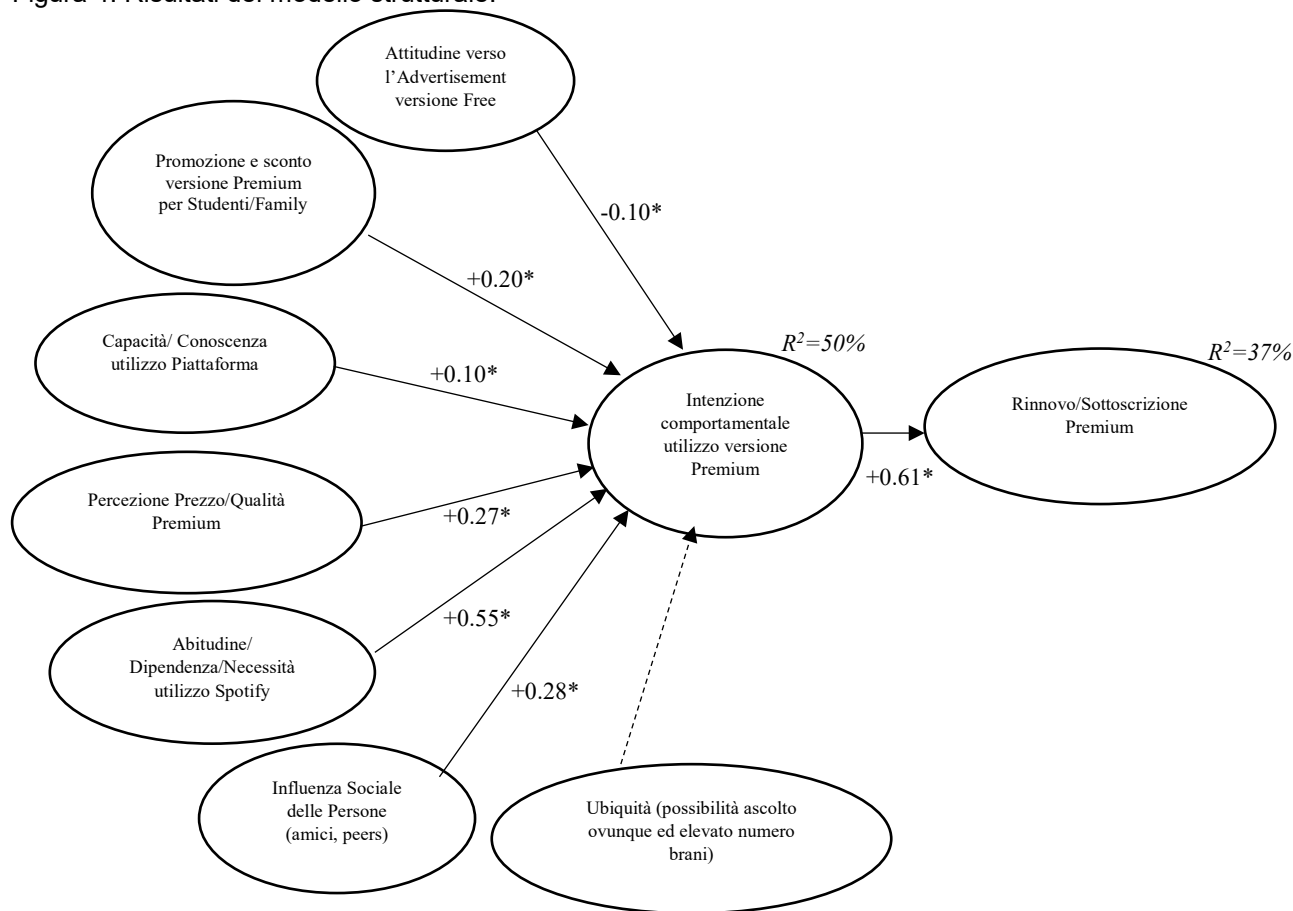 Figura 4: Risultati del modello strutturale.
Attitudine verso
l'Advertisement
versione Free
Promozione e sconto
versione Premium
per Studenti/Family
-0.10*
+0.20*
Capacità/ Conoscenza
utilizzo Piattaforma
+0.10*
R²=50%
R²=37%
Intenzione
comportamentale
utilizzo versione
Premium
Rinnovo/Sottoscrizione
Premium
+0.61*
Percezione Prezzo/Qualità
Premium
+0.27*
Abitudine/
Dipendenza/Necessità
utilizzo Spotify
+0.55*
+0.28*
Influenza Sociale
delle Persone
(amici, peers)
Ubiquità (possibilità ascolto
ovunque ed elevato numero
brani)